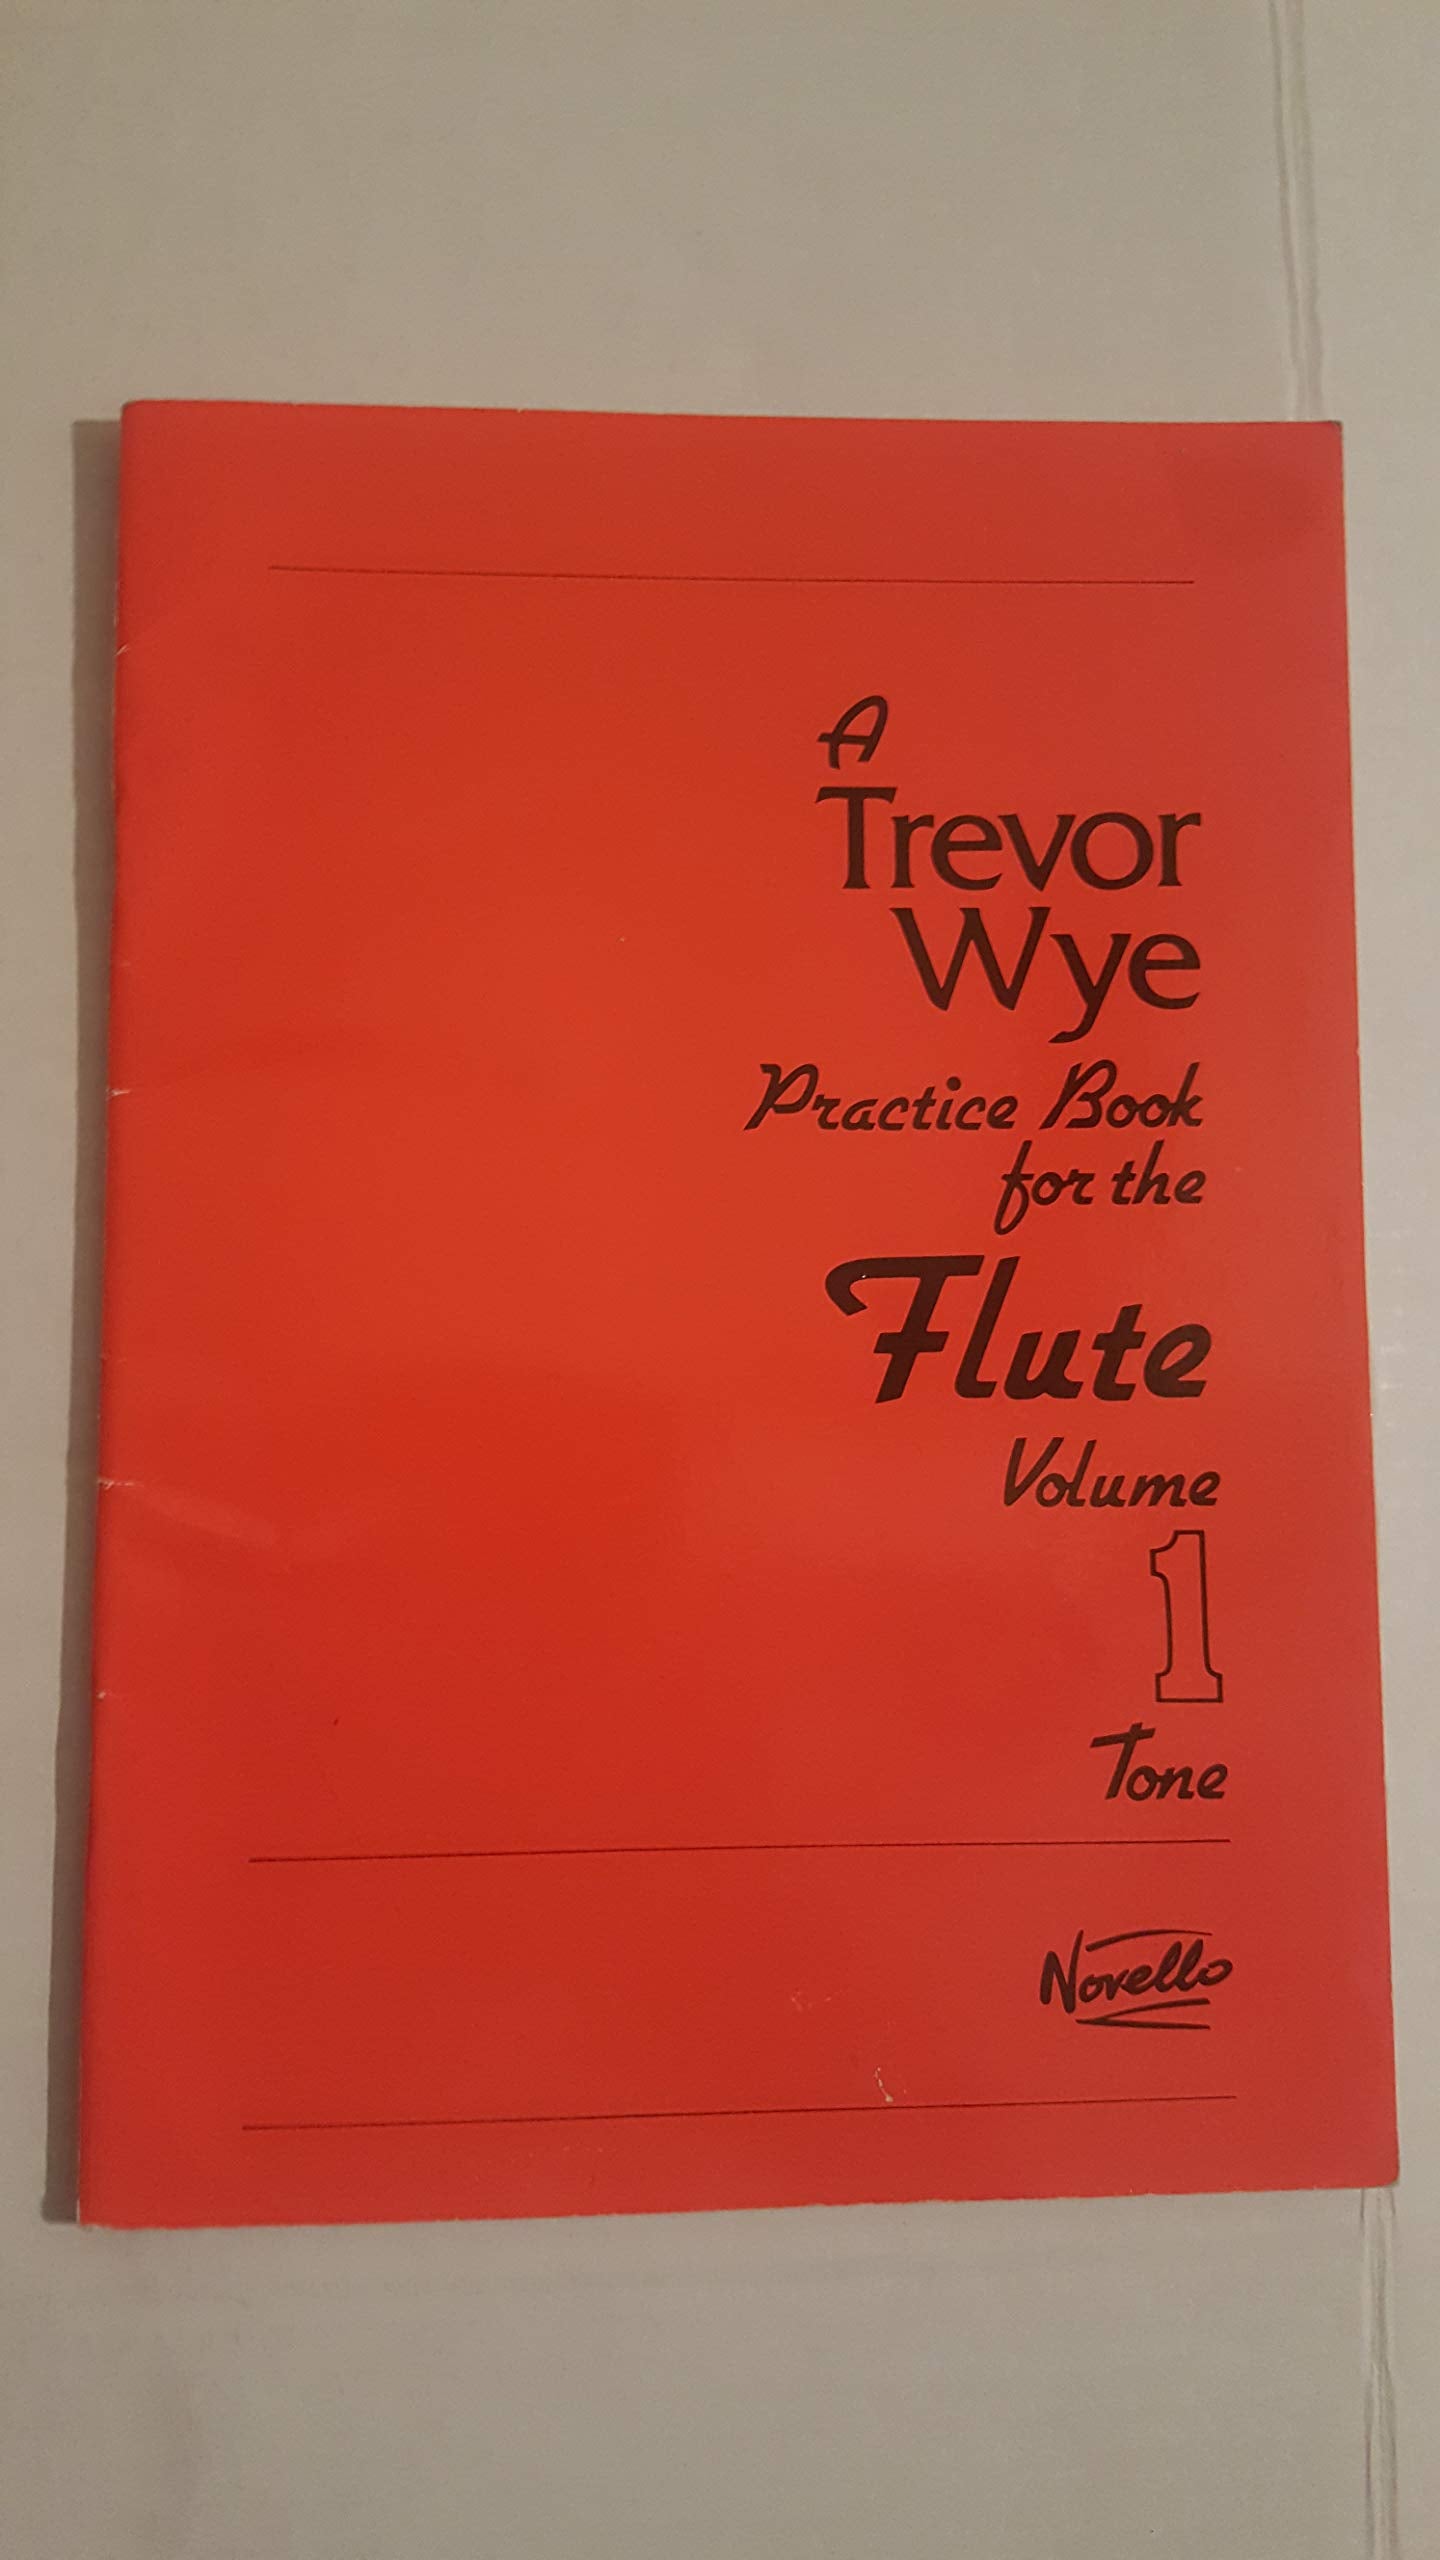 A
Trevor
Wye
Practice Book
for the
Flute
Volume
1
Tone
Novello